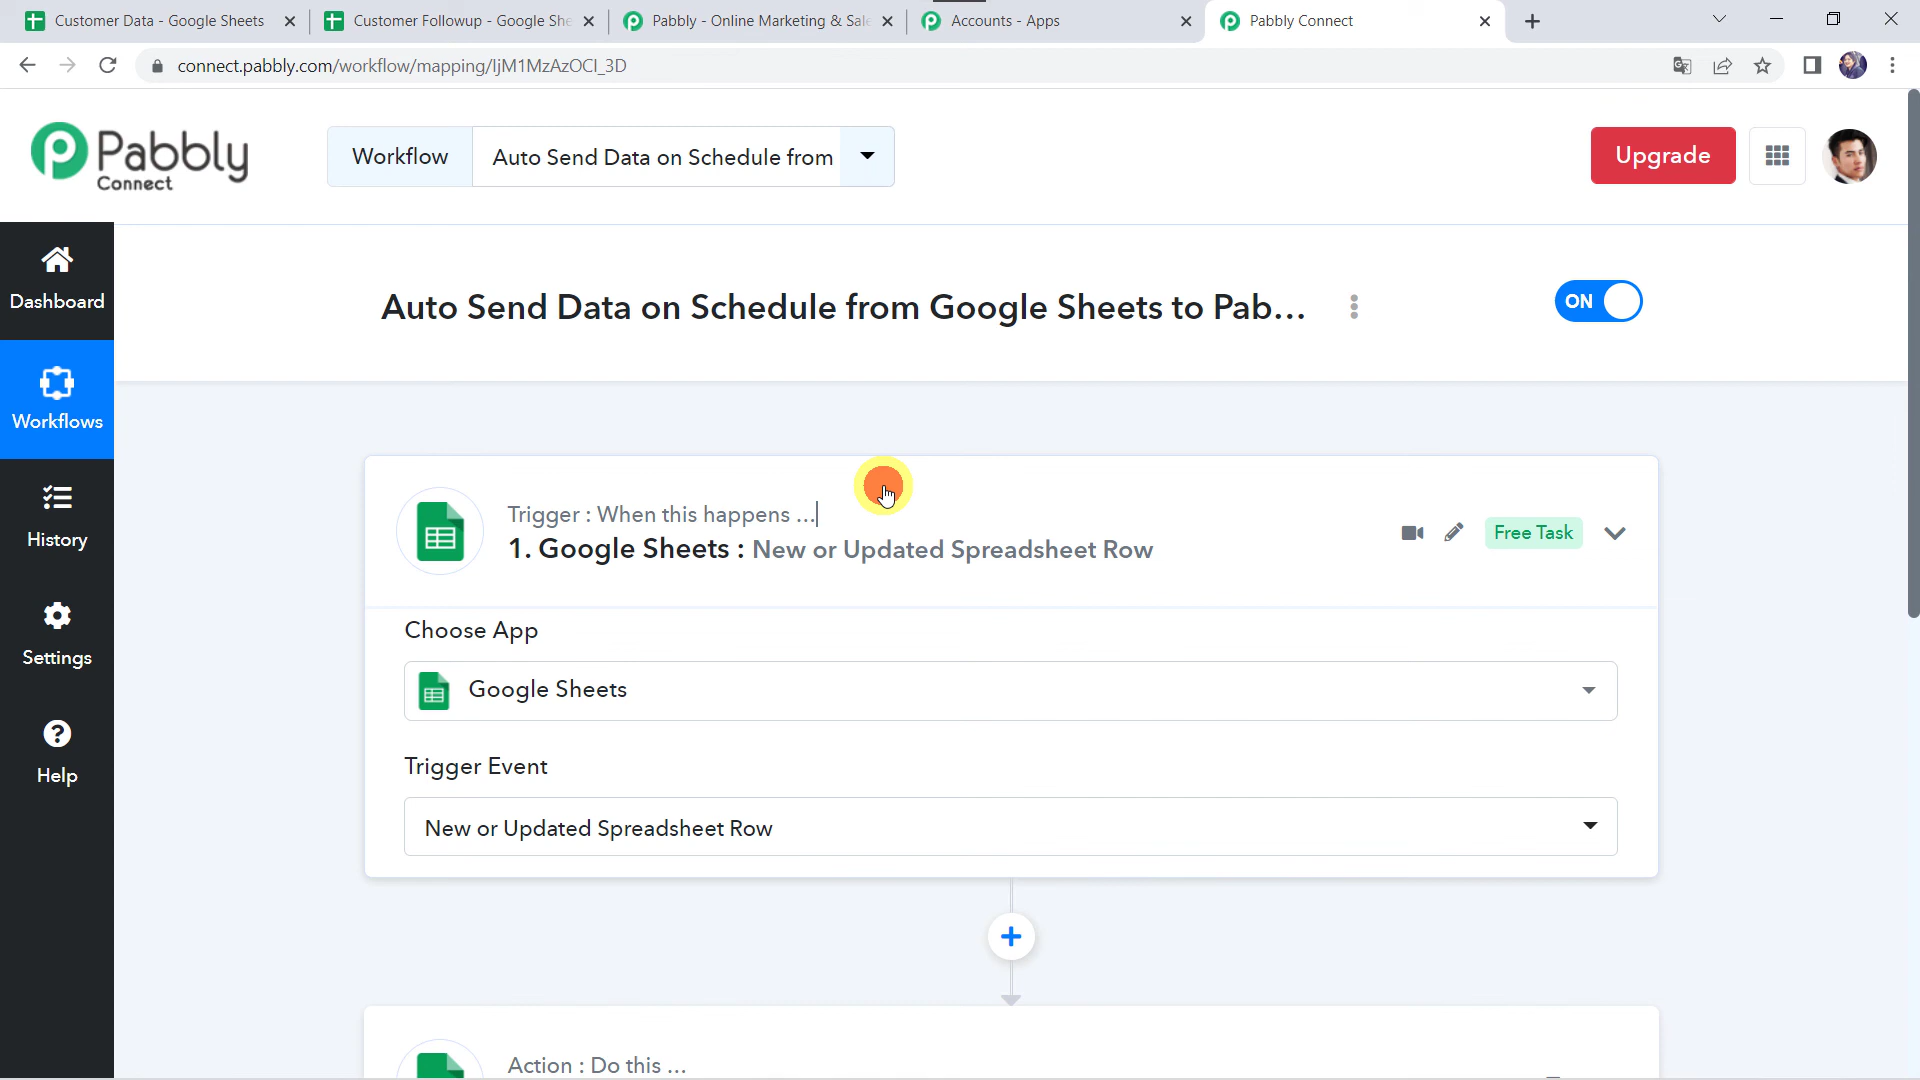 Customer Data - Google Sheets
Customer Followup - Google She
Pabbly - Online Marketing & Sale
Accounts - Apps
Pabbly Connect
connect.pabbly.com/workflow/mapping/IjM1MzAzOCI_3D
Pabbly
Connect
Workflow
Auto Send Data on Schedule from
Upgrade
Dashboard
Workflows
History
Settings
Help
Auto Send Data on Schedule from Google Sheets to Pab...
ON
Trigger : When this happens ...
1. Google Sheets : New or Updated Spreadsheet Row
Free Task
Choose App
Google Sheets
Trigger Event
New or Updated Spreadsheet Row
Action : Do this ...